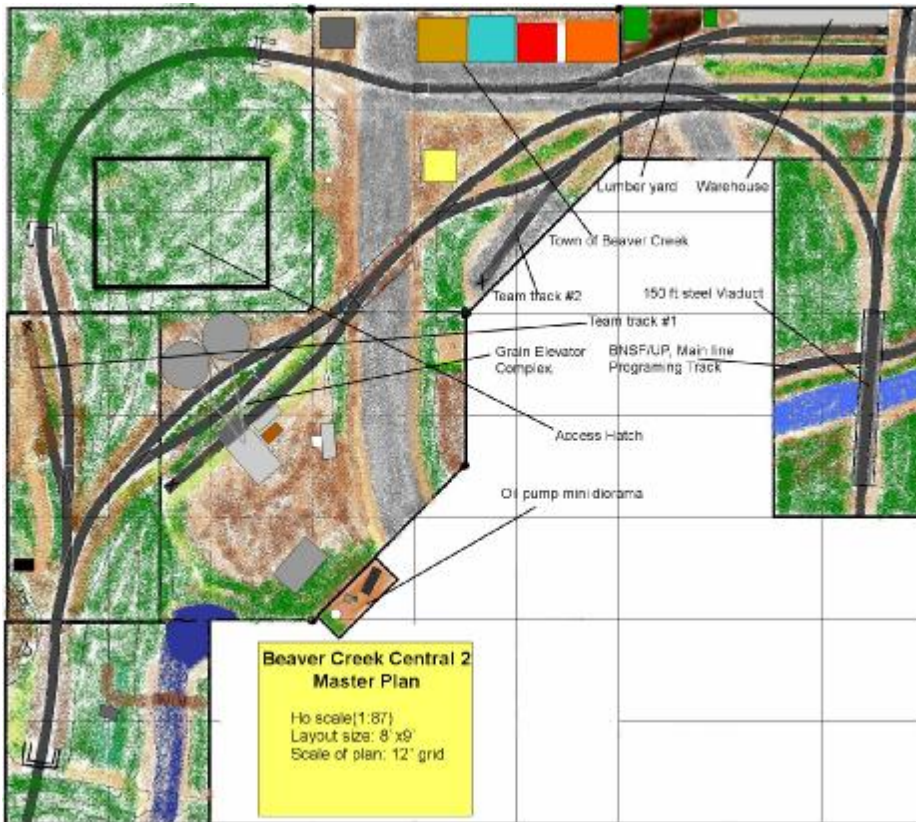 Lumber yard
Warehouse
Town of Beaver Creek
Team track #2
150 ft steel Viaduct
Team track #1
Grain Elevator
Complex
BNSF/UP, Main line
Programing Track
Access Hatch
Oil pump mini diorama
Beaver Creek Central 2
Master Plan
Ho scale(1:87)
Layout size: 8' x9'
Scale of plan: 12" grid